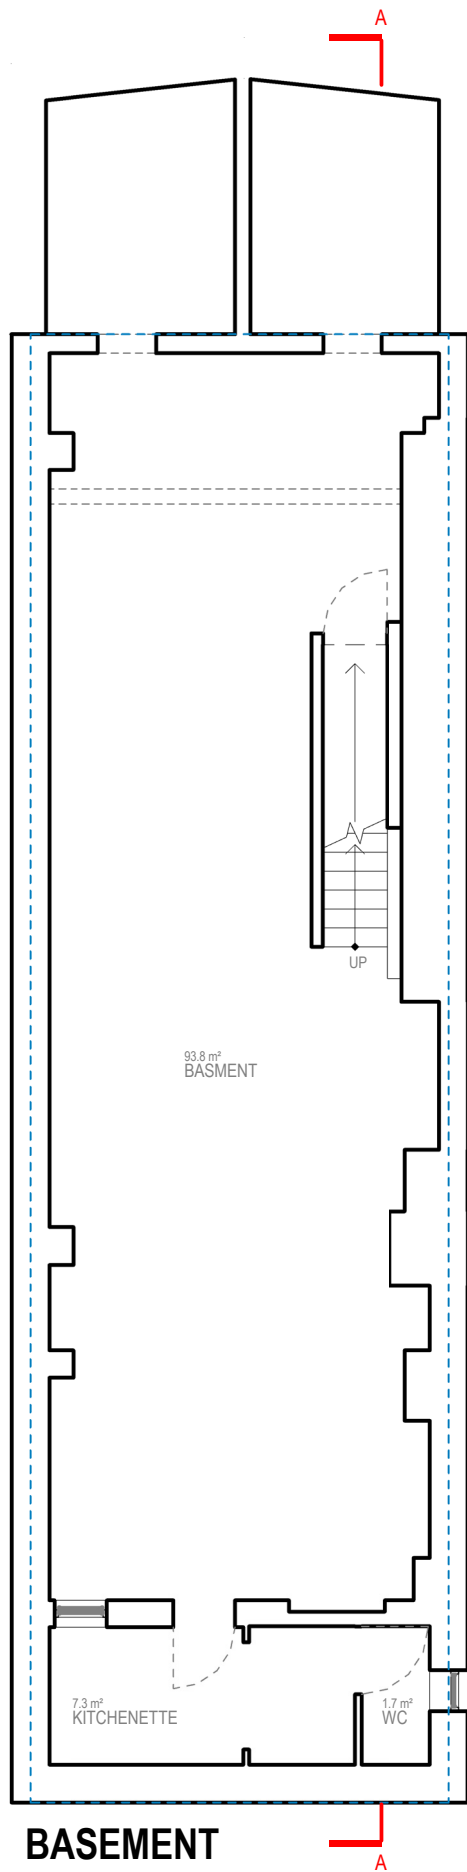 A
UP
93.8 m²
BASMENT
7.3 m²
KITCHENETTE
1.7 m²
WC
BASEMENT
A